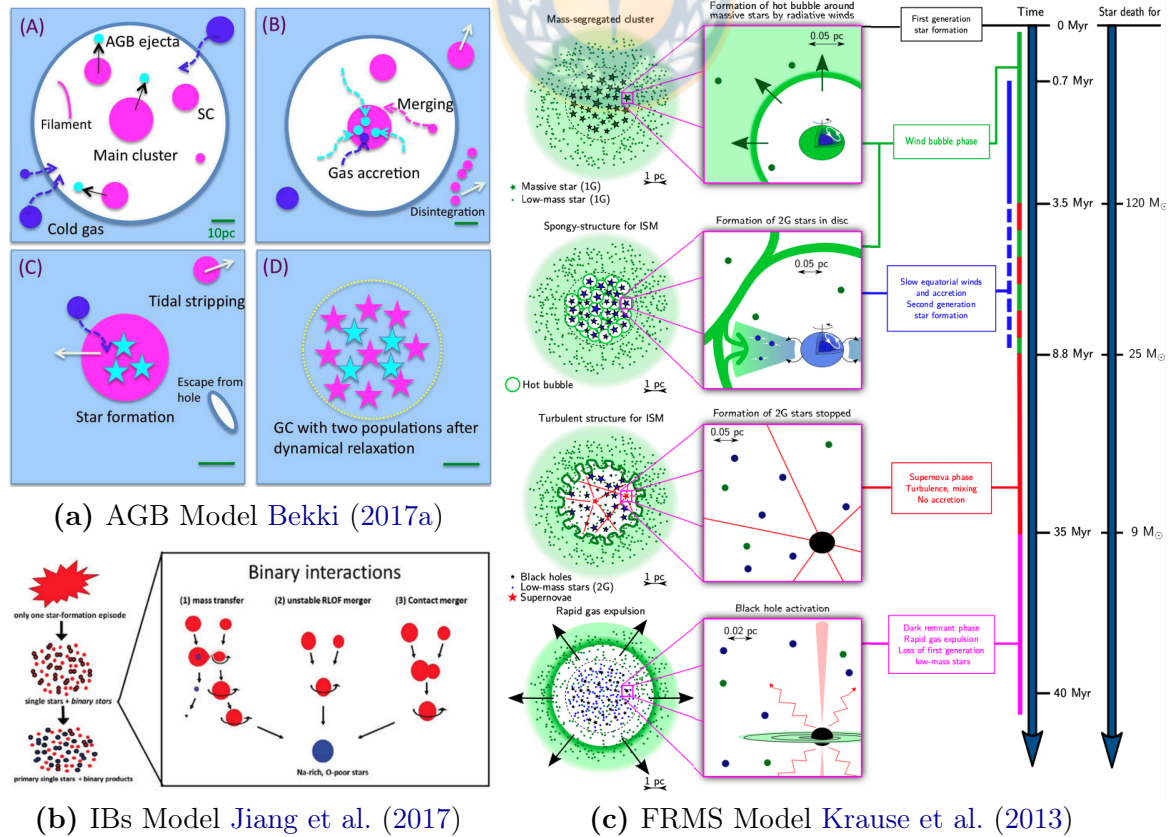 (A)
AGB ejecta
Filament
SC
Main cluster
Cold gas
10pc
(B)
Merging
Gas accretion
Disintegration
(C)
Tidal stripping
Star formation
Escape from
hole
(D)
GC with two populations after
dynamical relaxation
(a) AGB Model Bekki (2017a)
only one star-formation episode
single stars + binary stars
primary single stars + binary products
Binary interactions
(1) mass transfer
(2) unstable RLOF merger
(3) Contact merger
Na-rich, O-poor stars
(b) IBs Model Jiang et al. (2017)
Mass-segregated cluster
Massive star (1G)
Low-mass star (1G)
1 pc
Formation of hot bubble around
massive stars by radiative winds
0.05 pc
Spongy-structure for ISM
Hot bubble
1 pc
Formation of 2G stars in disc
0.05 pc
Turbulent structure for ISM
Black holes
Low-mass stars (2G)
Supernovae
1 pc
Formation of 2G stars stopped
0.05 pc
Rapid gas expulsion
1 pc
Black hole activation
0.02 pc
First generation
star formation
Wind bubble phase
Slow equatorial winds
and accretion
Second generation
star formation
Supernova phase
Turbulence, mixing
No accretion
Dark remnant phase
Rapid gas expulsion
Loss of first generation
low-mass stars
Time
Star death for
0 Myr
0.7 Myr
3.5 Myr
120 M⊙
8.8 Myr
25 M⊙
35 Myr
9 M⊙
40 Myr
(c) FRMS Model Krause et al. (2013)